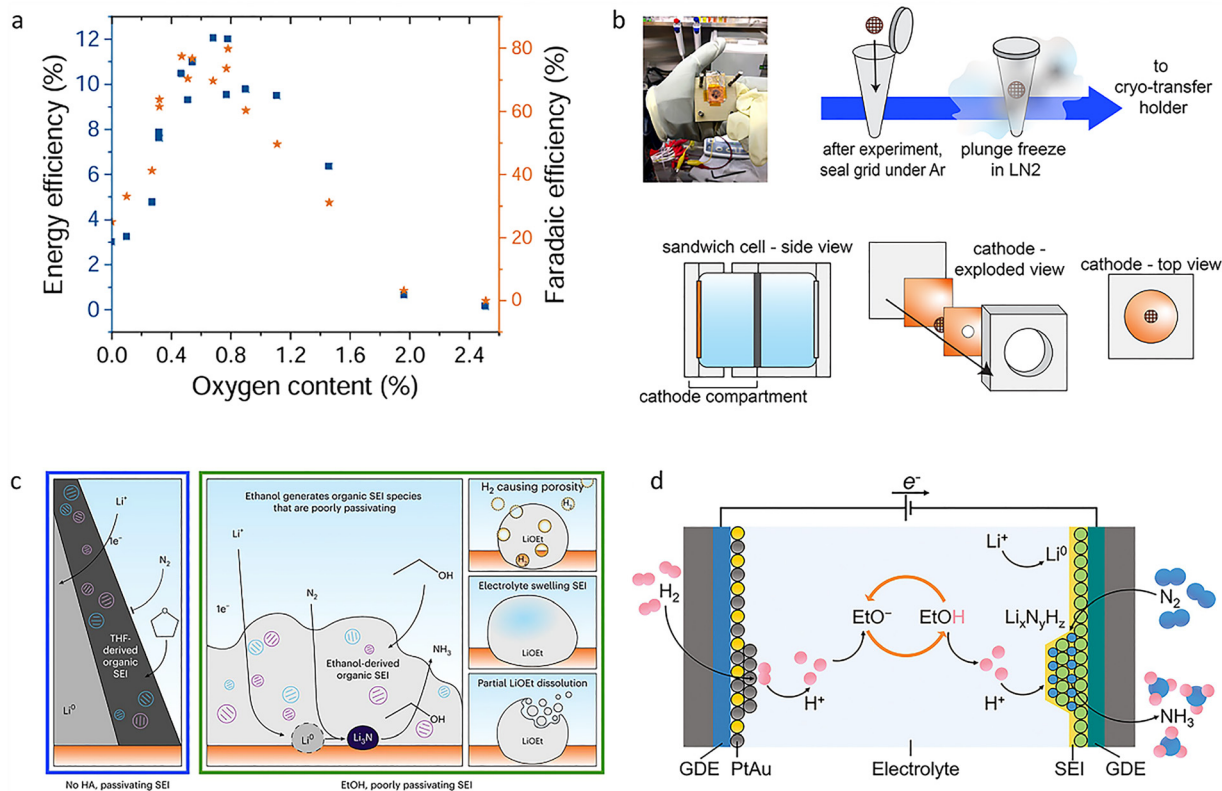 a
Energy efficiency (%)
12
10
8
6
4
2
0
0.0
0.4
0.8
1.2
1.6
2.0
2.4
Oxygen content (%)
80
60
40
20
0
Faradaic efficiency (%)
b
after experiment,
seal grid under Ar
plunge freeze
in LN2
to
cryo-transfer
holder
sandwich cell - side view
cathode compartment
cathode -
exploded view
cathode - top view
c
Li⁺
1e⁻
N₂
THF-
derived
organic
SEI
Li⁰
No HA, passivating SEI
Ethanol generates organic SEI species
that are poorly passivating
Li⁺
1e⁻
N₂
OH
Ethanol-derived
organic SEI
NH₃
OH
Li⁰
Li₃N
H₂ causing porosity
H₂
LiOEt
H₂
Electrolyte swelling SEI
LiOEt
Partial LiOEt dissolution
LiOEt
EtOH, poorly passivating SEI
d
e⁻
H₂
H⁺
EtO⁻
EtOH
H⁺
Li⁺
Li⁰
LiₓNᵧH𝓏
N₂
NH₃
GDE
PtAu
Electrolyte
SEI
GDE